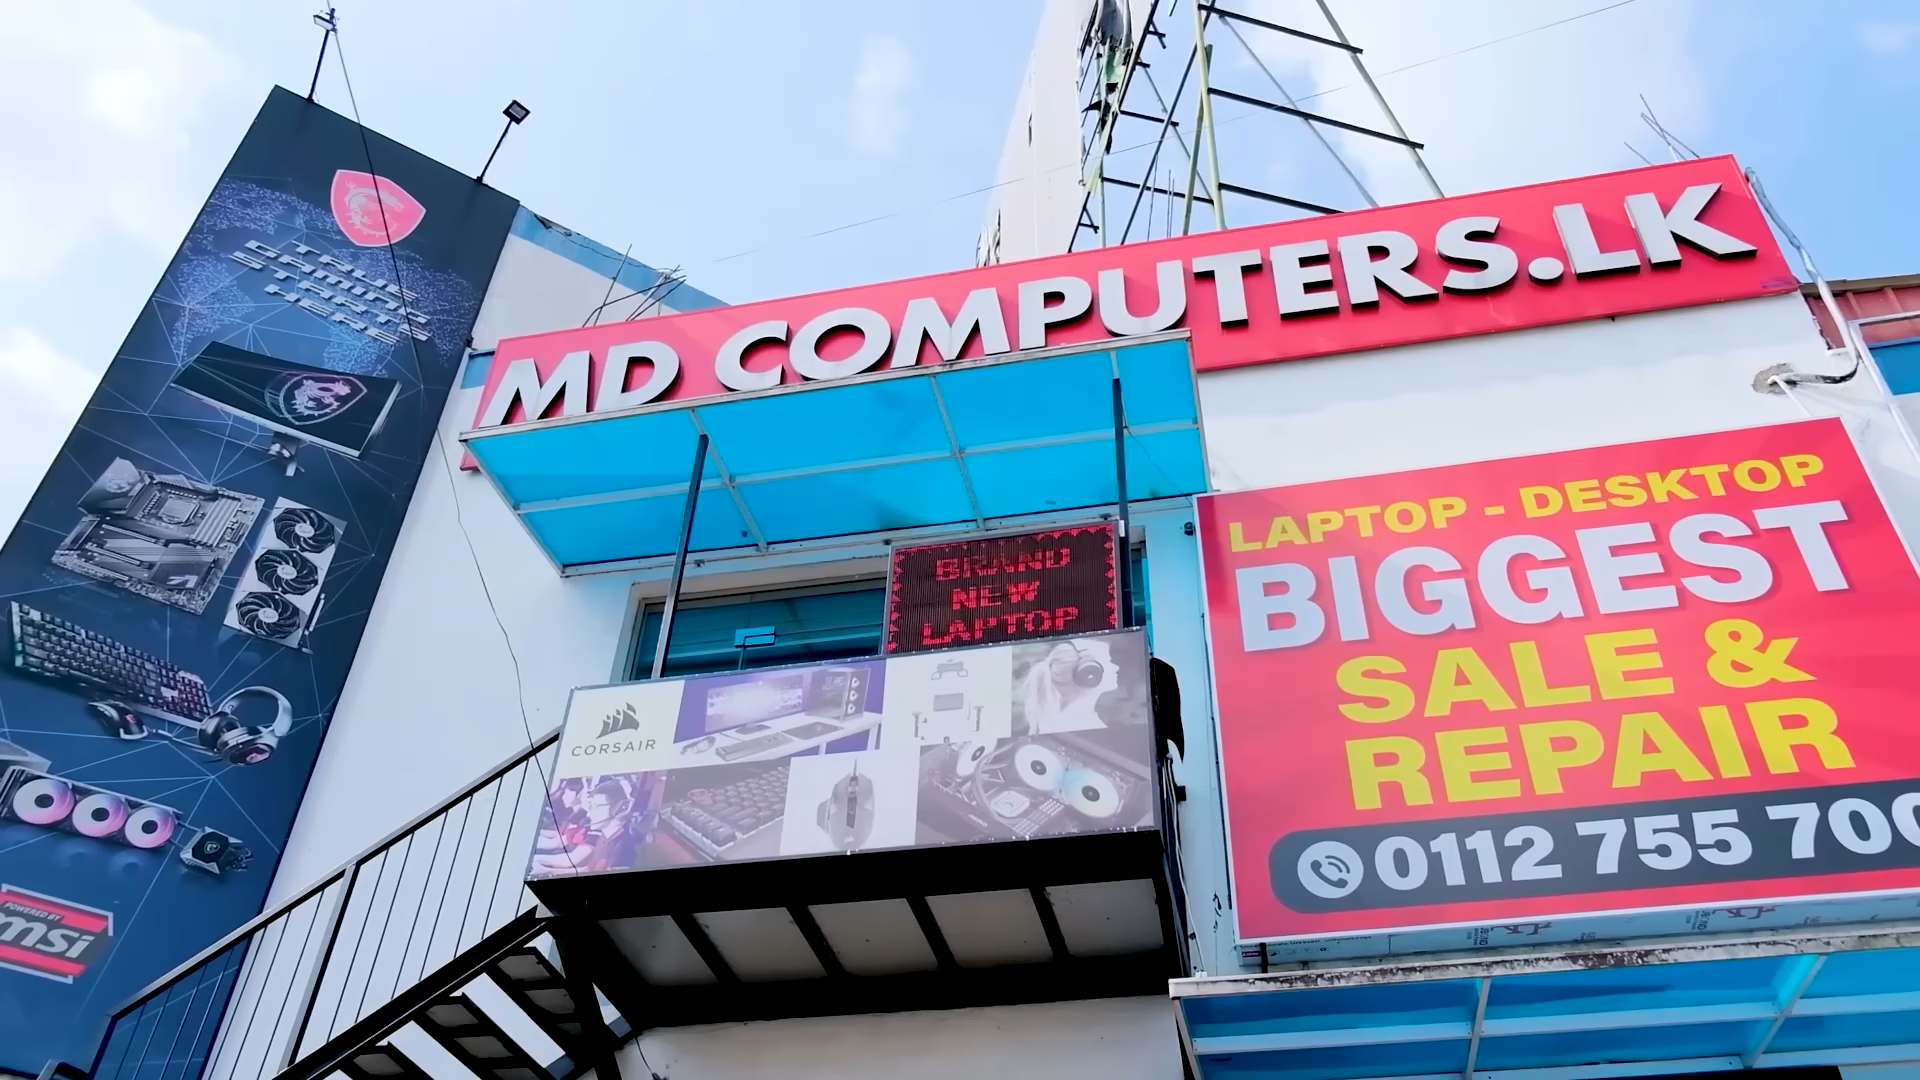 TRUE
GAMING
STARTS
HERE
POWERED BY
msi
MD COMPUTERS.LK
BRAND
NEW
LAPTOP
CORSAIR
LAPTOP - DESKTOP
BIGGEST
SALE &
REPAIR
0112 755 700